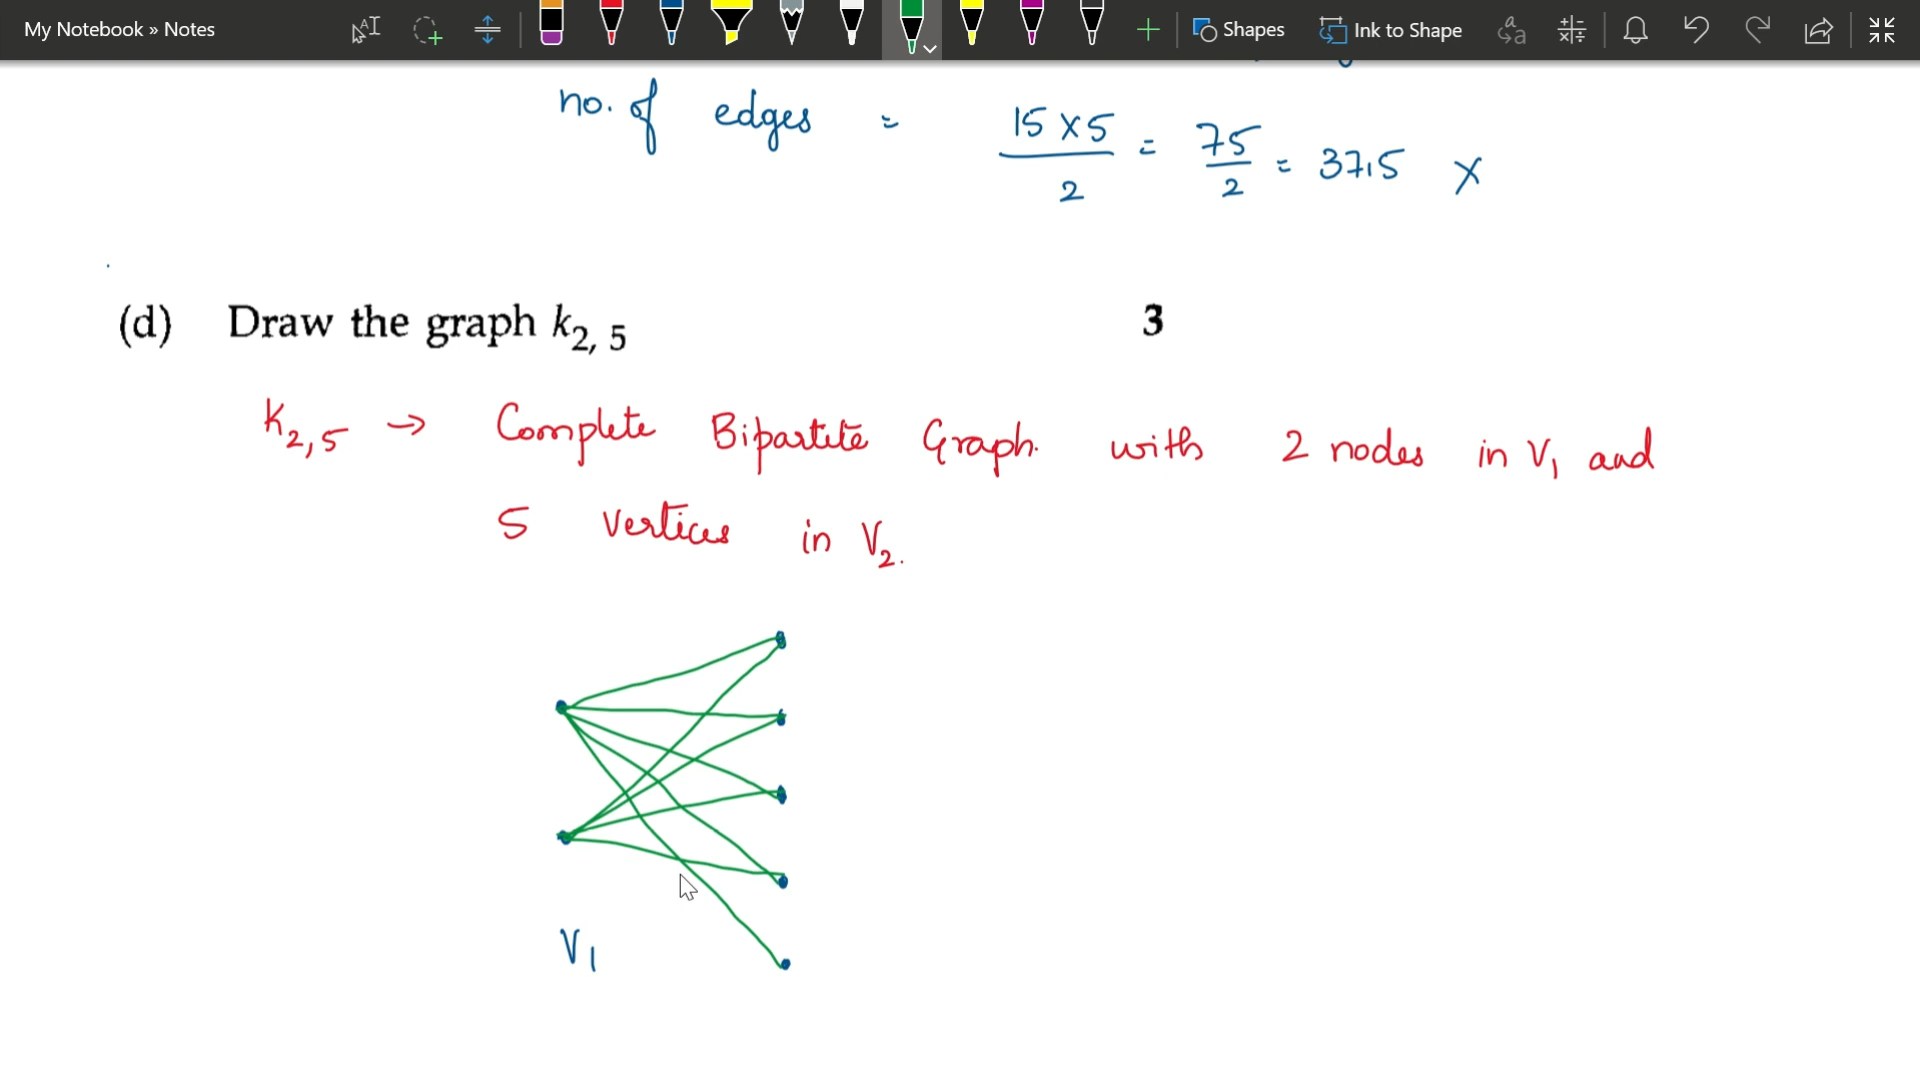 My Notebook » Notes
Shapes
Ink to Shape
no. of edges = 15 x 5 / 2 = 75 / 2 = 37.5 x
(d) Draw the graph k2, 5 3
K2,5 → Complete Bipartite Graph. with 2 nodes in V1 and
5 vertices in V2.
V1